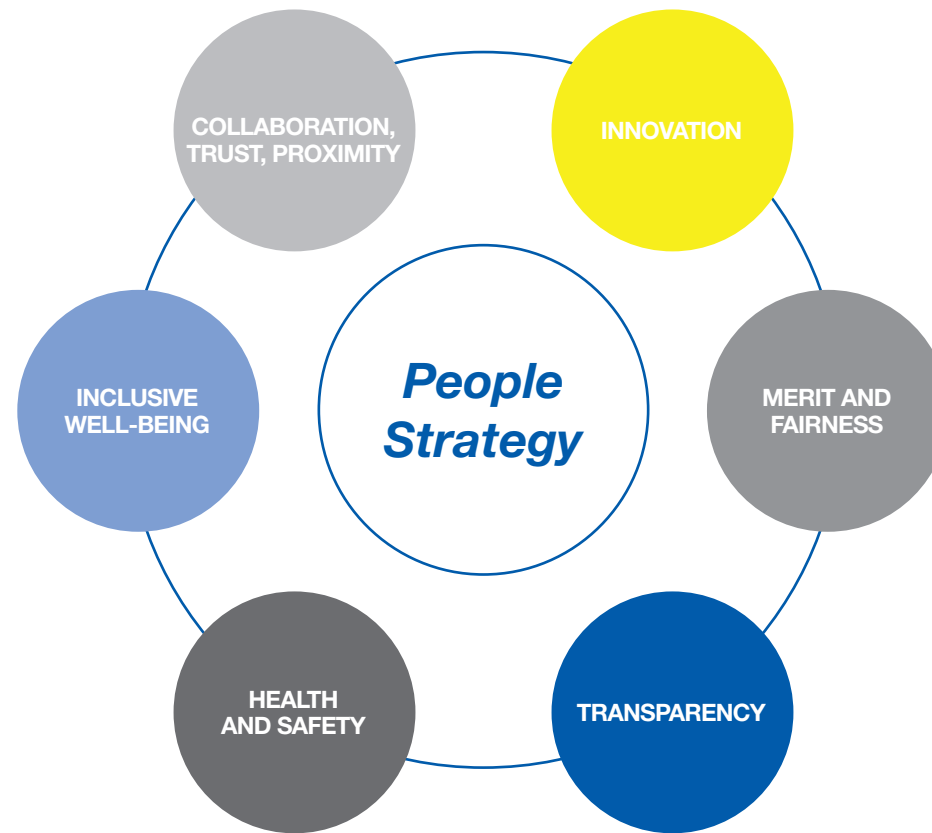 COLLABORATION,
TRUST, PROXIMITY
INNOVATION
INCLUSIVE
WELL-BEING
People
Strategy
MERIT AND
FAIRNESS
HEALTH
AND SAFETY
TRANSPARENCY